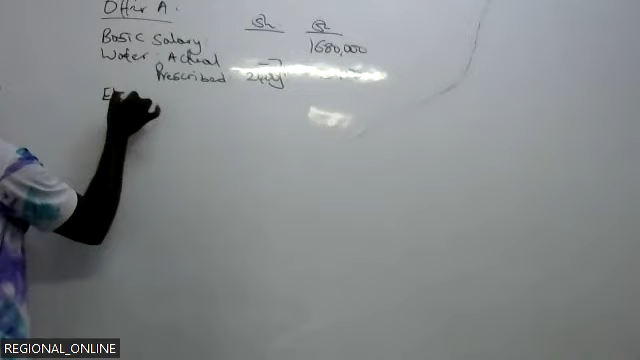 Offer A.
Sh. Sh
Basic Salary. 1680,000
Water: Actual
Prescribed
REGIONAL_ONLINE